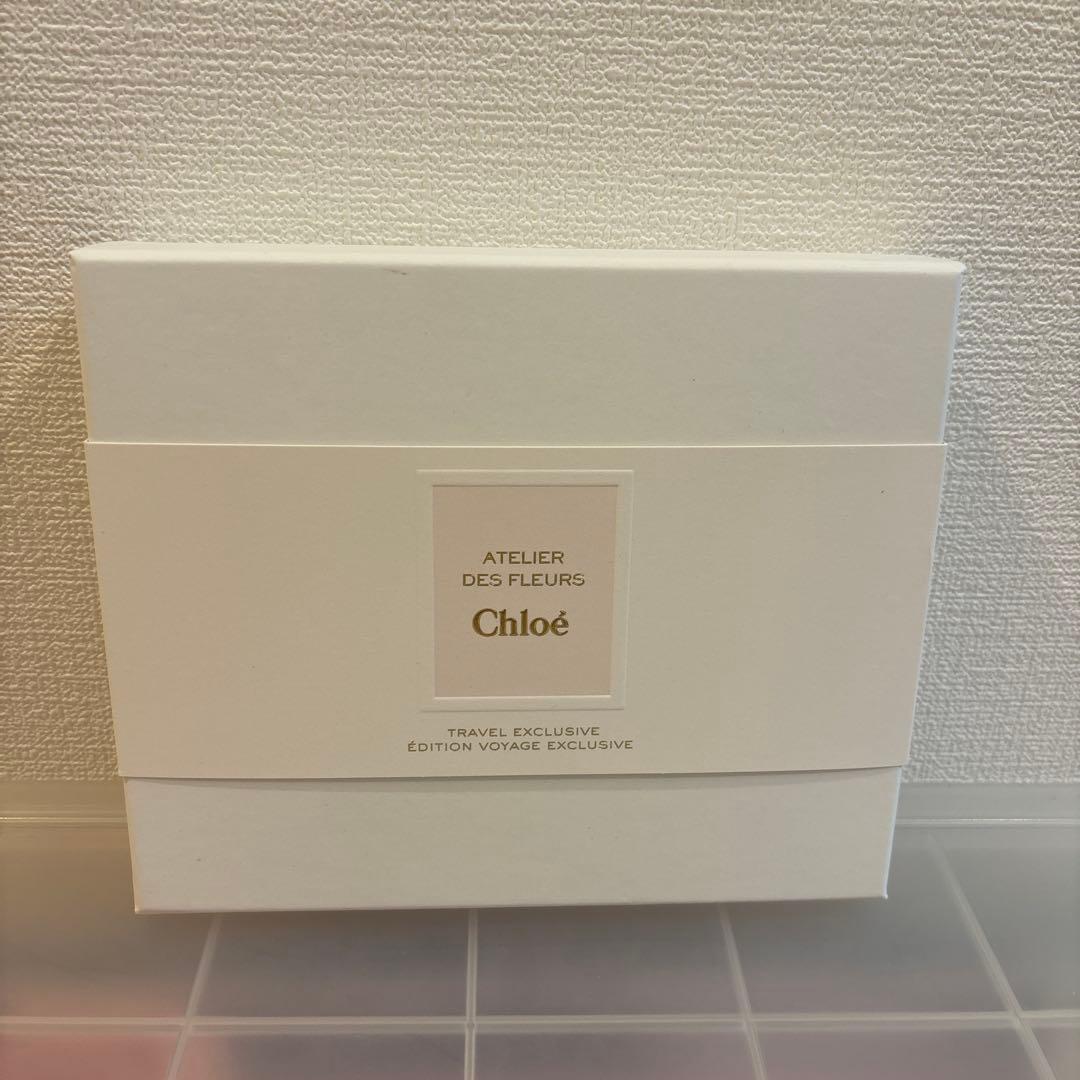 ATELIER
DES FLEURS
Chloé
TRAVEL EXCLUSIVE
ÉDITION VOYAGE EXCLUSIVE